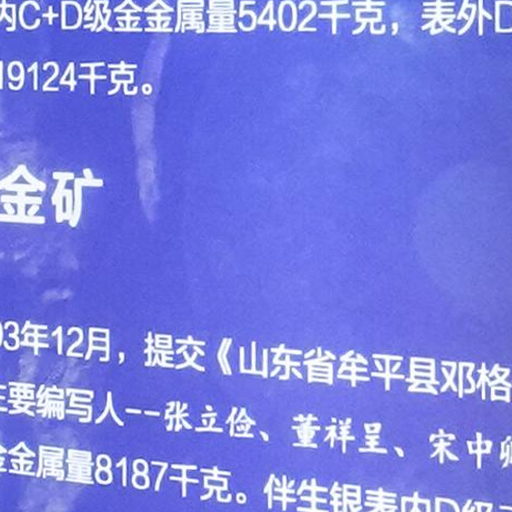 内C+D级金金属量5402千克，表外D
19124千克。
金矿
93年12月，提交《山东省牟平县邓格
主要编写人--张立俭、董祥呈、宋中卿
金金属量8187千克。伴生银表内D级